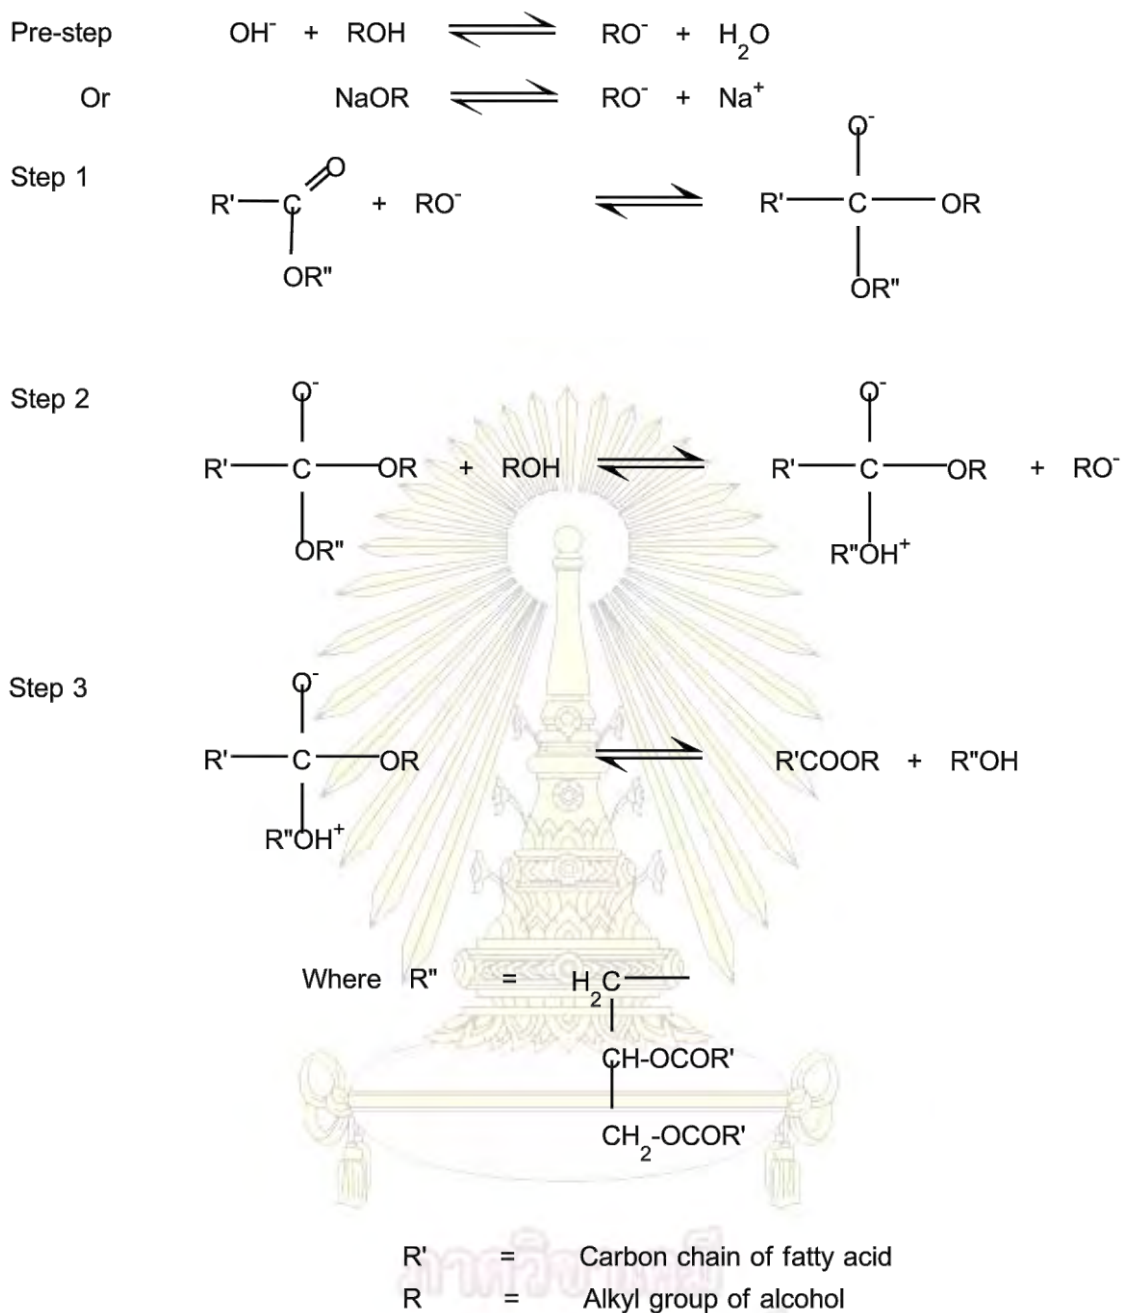 Pre-step OH⁻ + ROH ⇌ RO⁻ + H₂O
Or NaOR ⇌ RO⁻ + Na⁺
O⁻
Step 1
O
R' C + RO⁻ ⇌ R' C OR
OR" OR"
Step 2 O⁻ O⁻
R' C OR + ROH ⇌ R' C OR + RO⁻
OR" R"OH⁺
Step 3 O⁻
R' C OR ⇌ R'COOR + R"OH
R"OH⁺
Where R" = H₂C
CH-OCOR'
CH₂-OCOR'
R' = Carbon chain of fatty acid
R = Alkyl group of alcohol